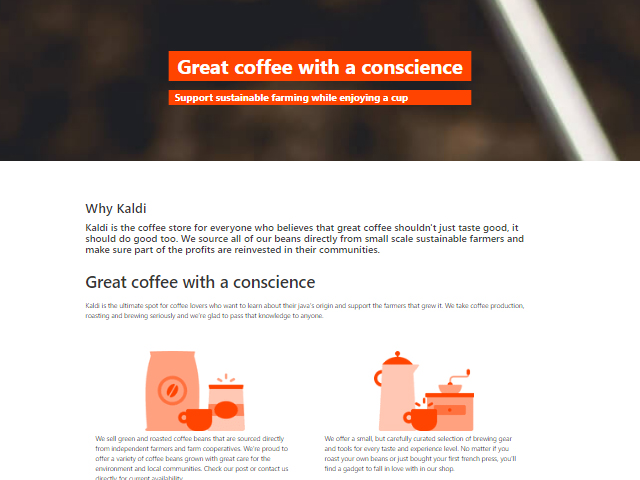 Great coffee with a conscience
Support sustainable farming while enjoying a cup
Why Kaldi
Kaldi is the coffee store for everyone who believes that great coffee shouldn't just taste good, it
should do good too. We source all of our beans directly from small scale sustainable farmers and
make sure part of the profits are reinvested in their communities.
Great coffee with a conscience
Kaldi is the ultimate spot for coffee lovers who want to learn about their java's origin and support the farmers that grew it. We take coffee production,
roasting and brewing seriously and we're glad to pass that knowledge to anyone.
We sell green and roasted coffee beans that are sourced directly
from independent farmers and farm cooperatives. We're proud to
offer a variety of coffee beans grown with great care for the
environment and local communities. Check our post or contact us
directly for current availability.
We offer a small, but carefully curated selection of brewing gear
and tools for every taste and experience level. No matter if you
roast your own beans or just bought your first french press, you'll
find a gadget to fall in love with in our shop.